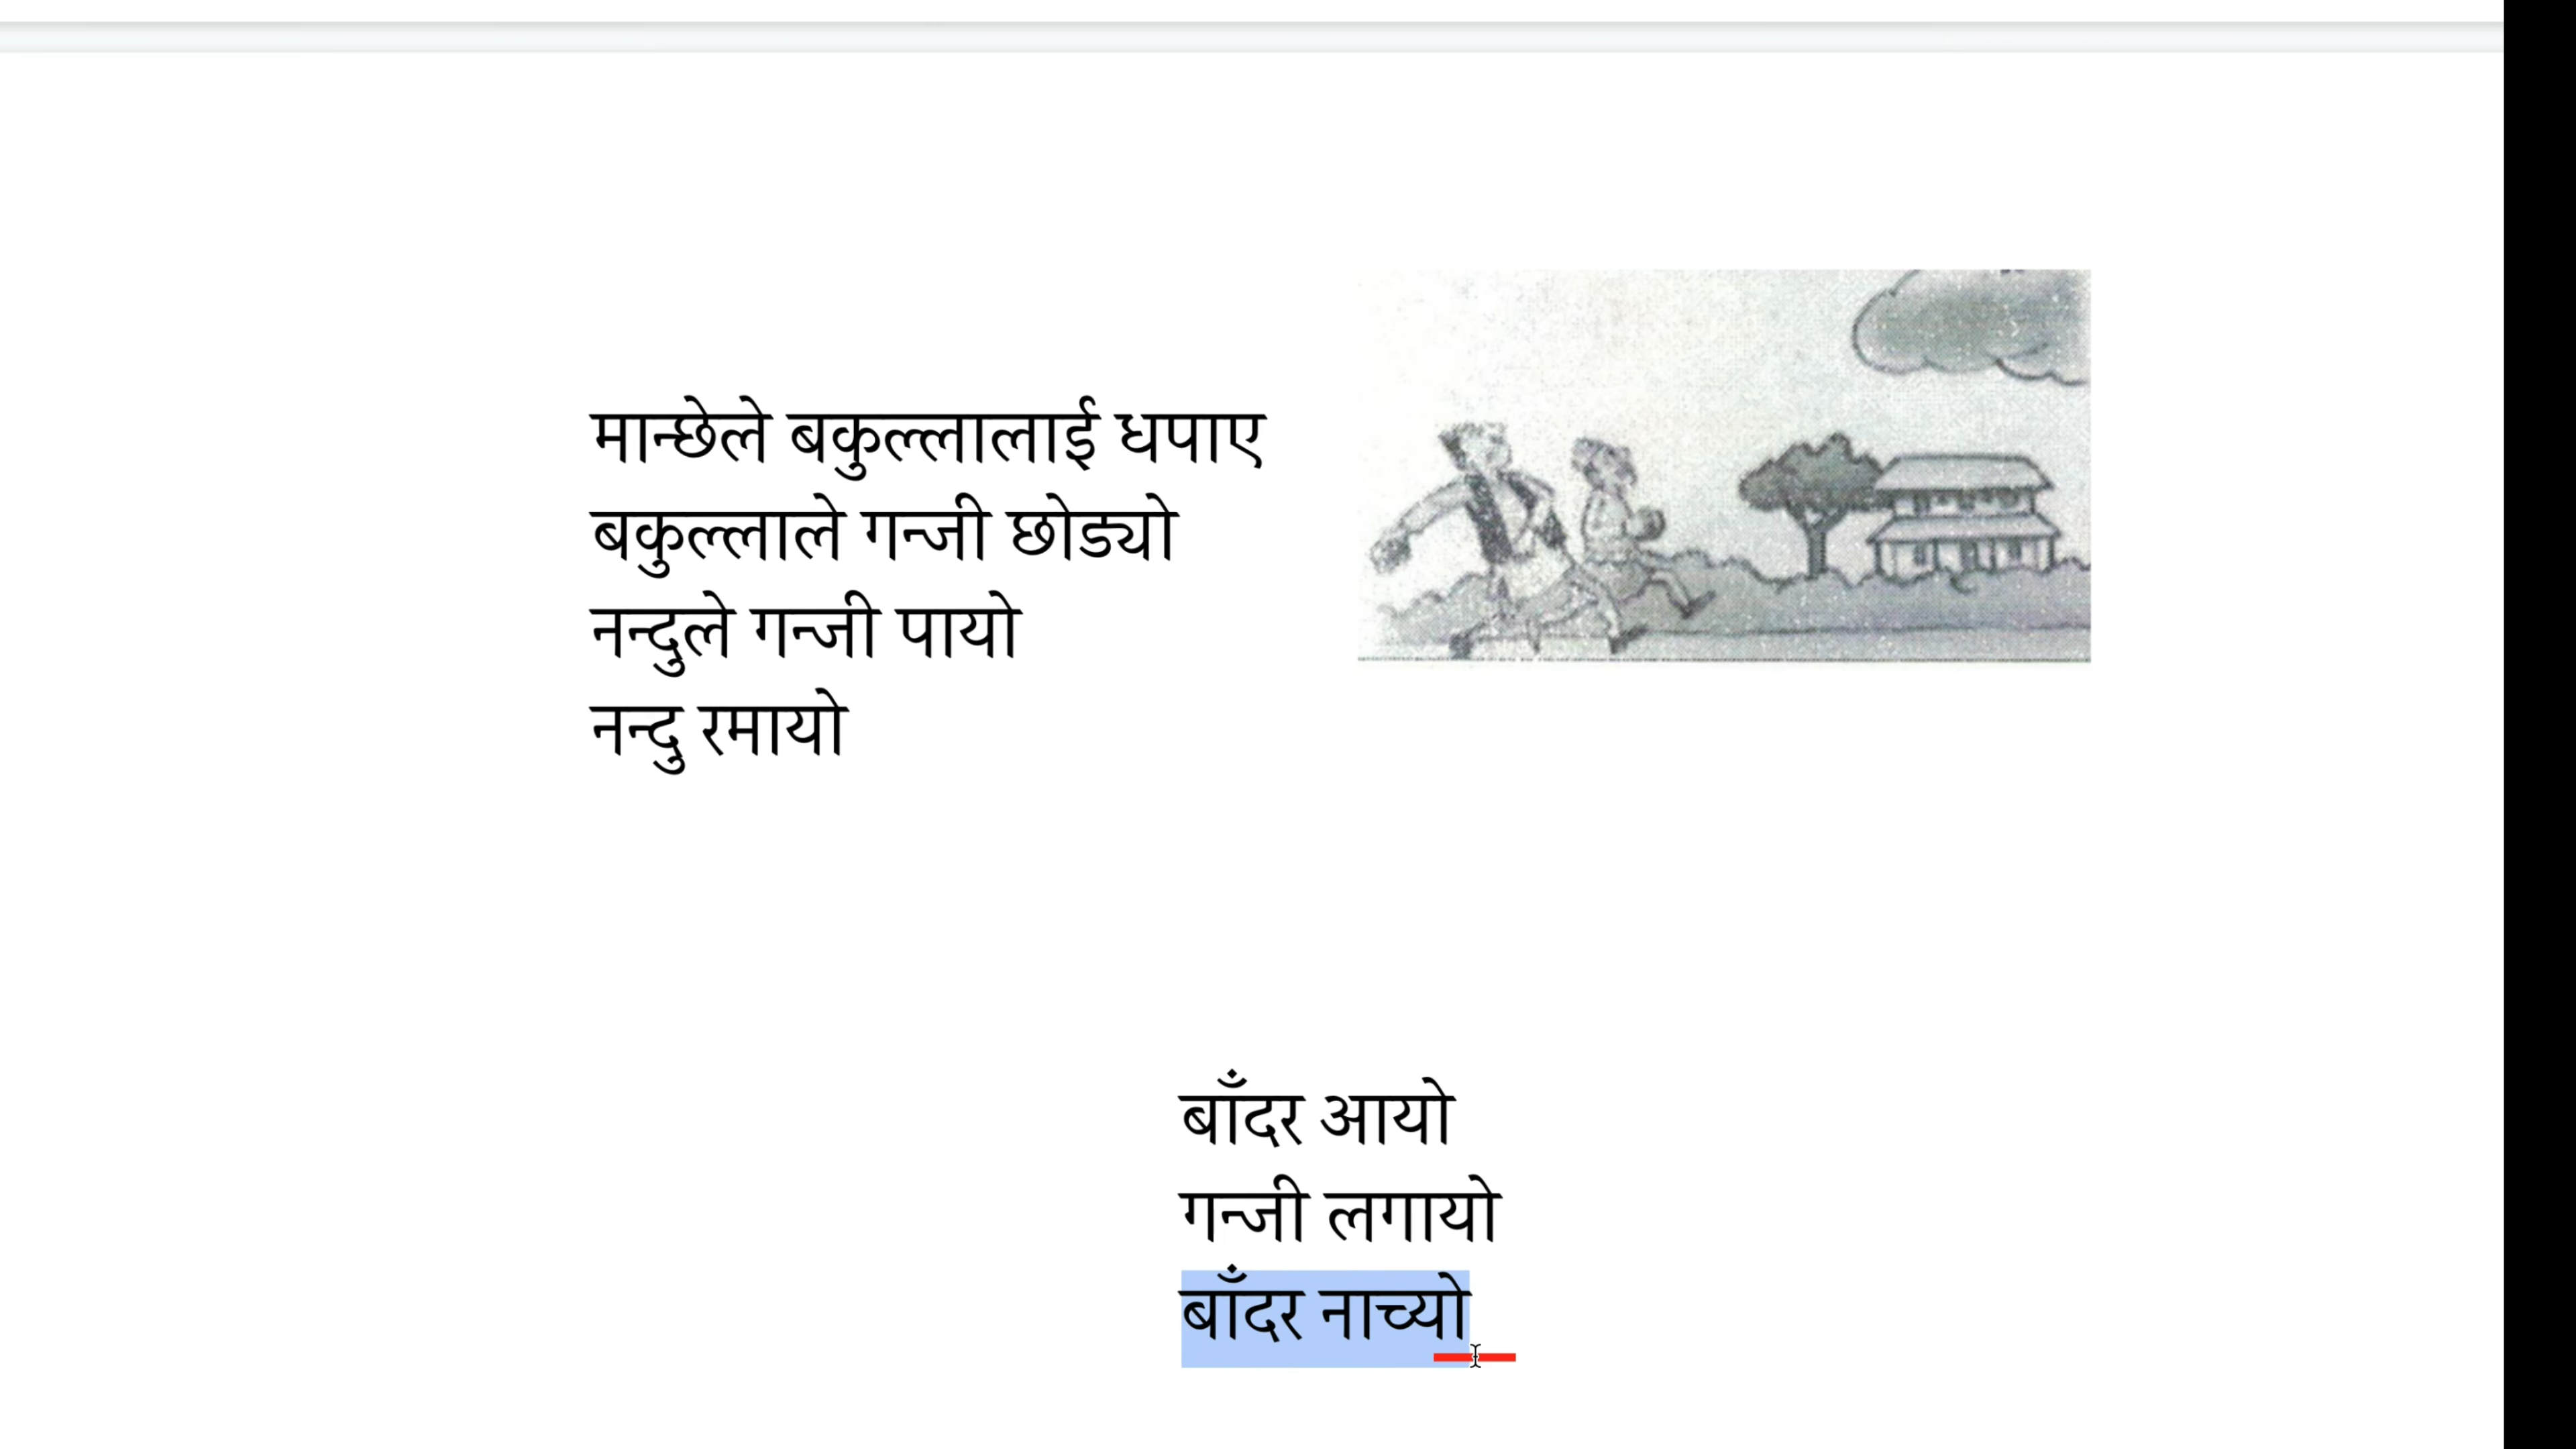 मान्छेले बकुल्लालाई धपाए
बकुल्लाले गन्जी छोड्यो
नन्दुले गन्जी पायो
नन्दु रमायो
बाँदर आयो
गन्जी लगायो
बाँदर नाच्यो